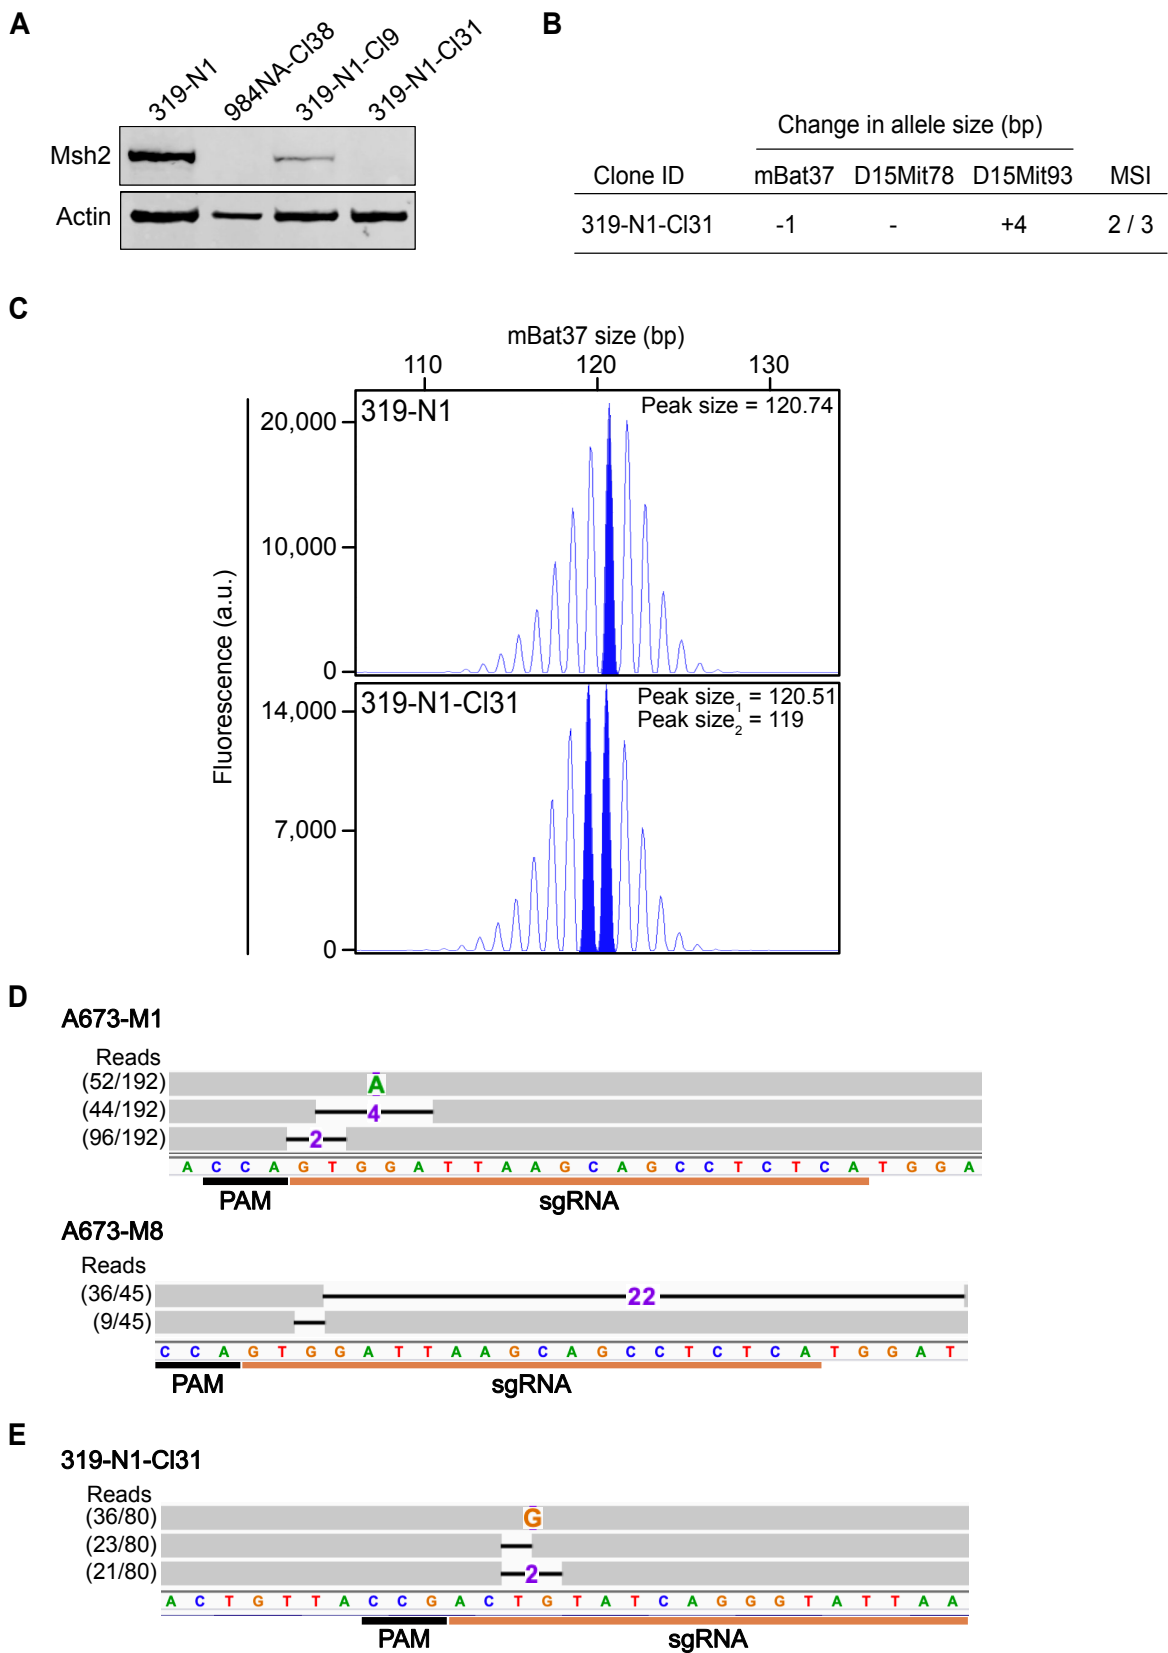 A
319-N1
984NA-Cl38
319-N1-Cl9
319-N1-Cl31
Msh2
Actin
B
Change in allele size (bp)
Clone ID mBat37 D15Mit78 D15Mit93 MSI
319-N1-Cl31 -1 - +4 2 / 3
C
mBat37 size (bp)
110 120 130
319-N1
Peak size = 120.74
20,000
10,000
0
Fluorescence (a.u.)
319-N1-Cl31
Peak size1 = 120.51
Peak size2 = 119
14,000
7,000
0
D
A673-M1
Reads
(52/192) A
(44/192) 4
(96/192) 2
A C C A G T G G A T T A A G C A G C C T C T C A T G G A
PAM sgRNA
A673-M8
Reads
(36/45) 22
(9/45)
C C A G T G G A T T A A G C A G C C T C T C A T G G A T
PAM sgRNA
E
319-N1-Cl31
Reads
(36/80) G
(23/80)
(21/80) 2
A C T G T T A C C G A C T G T A T C A G G G T A T T A A
PAM sgRNA